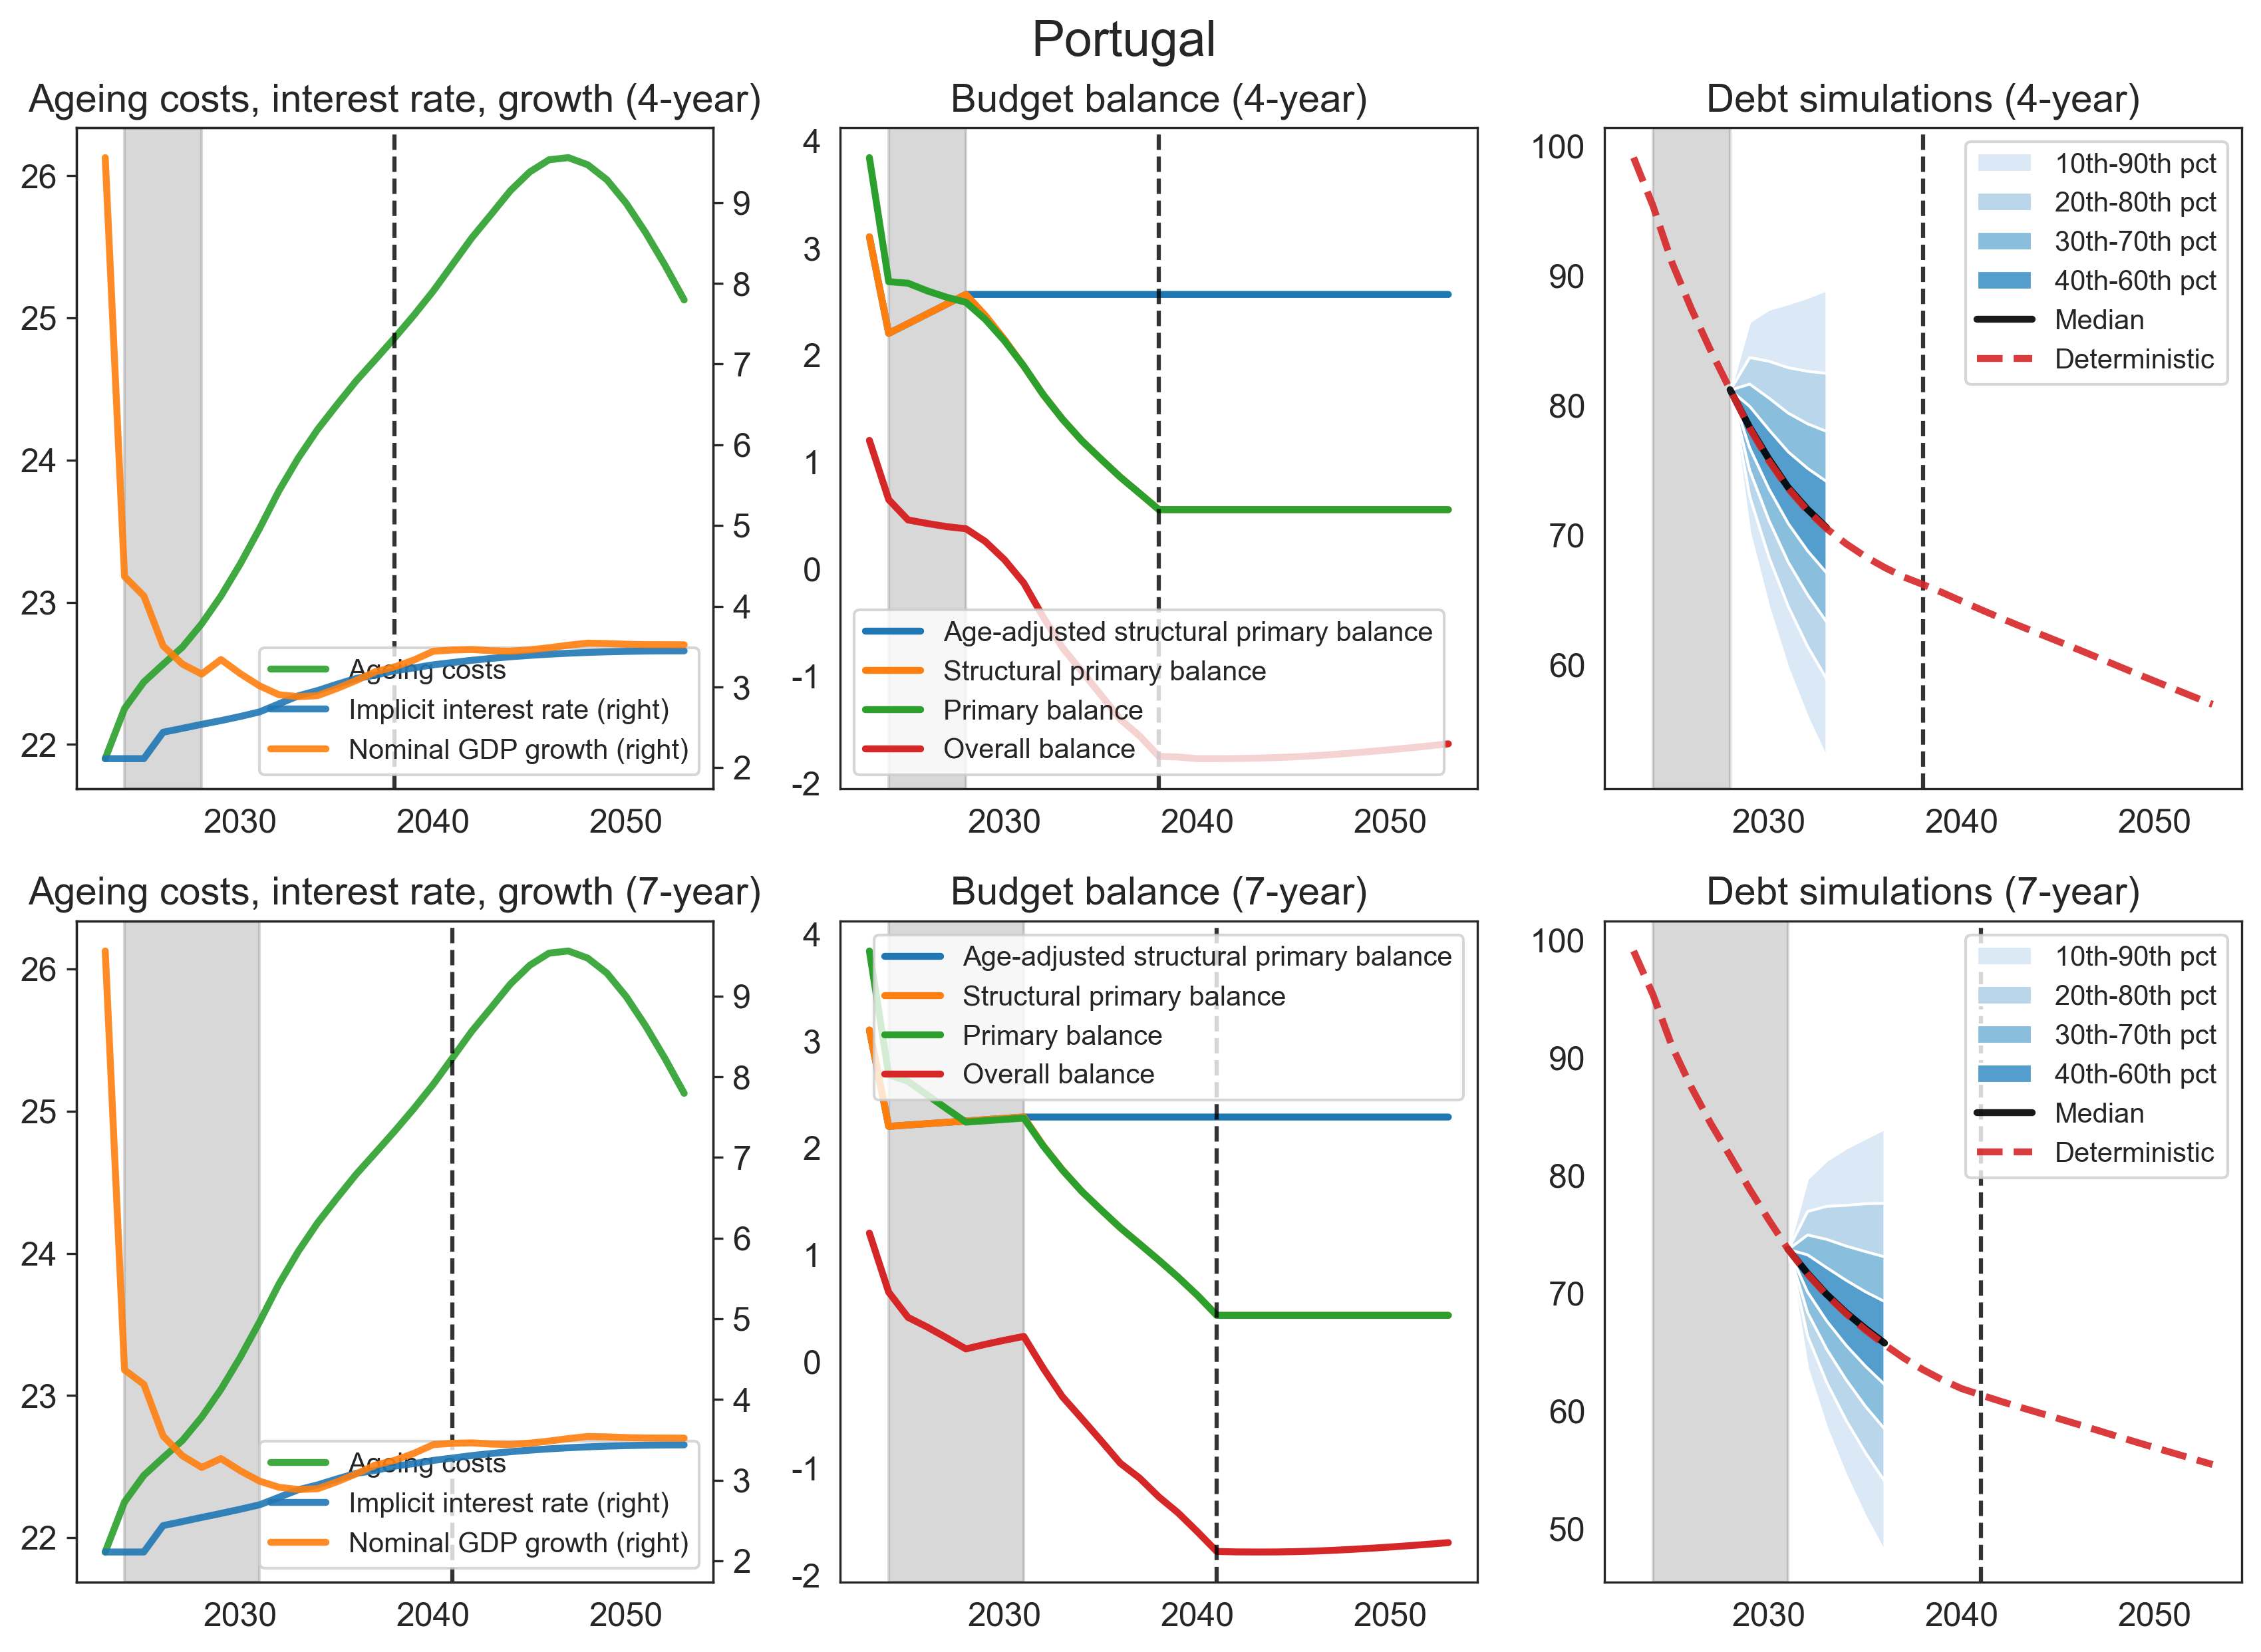 Portugal
Ageing costs, interest rate, growth (4-year)
26
25
24
23
22
9
8
7
6
5
4
3
2
2030
2040
2050
Ageing costs
Implicit interest rate (right)
Nominal GDP growth (right)
Budget balance (4-year)
4
3
2
1
0
-1
-2
2030
2040
2050
Age-adjusted structural primary balance
Structural primary balance
Primary balance
Overall balance
Debt simulations (4-year)
100
90
80
70
60
2030
2040
2050
10th-90th pct
20th-80th pct
30th-70th pct
40th-60th pct
Median
Deterministic
Ageing costs, interest rate, growth (7-year)
26
25
24
23
22
9
8
7
6
5
4
3
2
2030
2040
2050
Ageing costs
Implicit interest rate (right)
Nominal GDP growth (right)
Budget balance (7-year)
4
3
2
1
0
-1
-2
2030
2040
2050
Age-adjusted structural primary balance
Structural primary balance
Primary balance
Overall balance
Debt simulations (7-year)
100
90
80
70
60
50
2030
2040
2050
10th-90th pct
20th-80th pct
30th-70th pct
40th-60th pct
Median
Deterministic